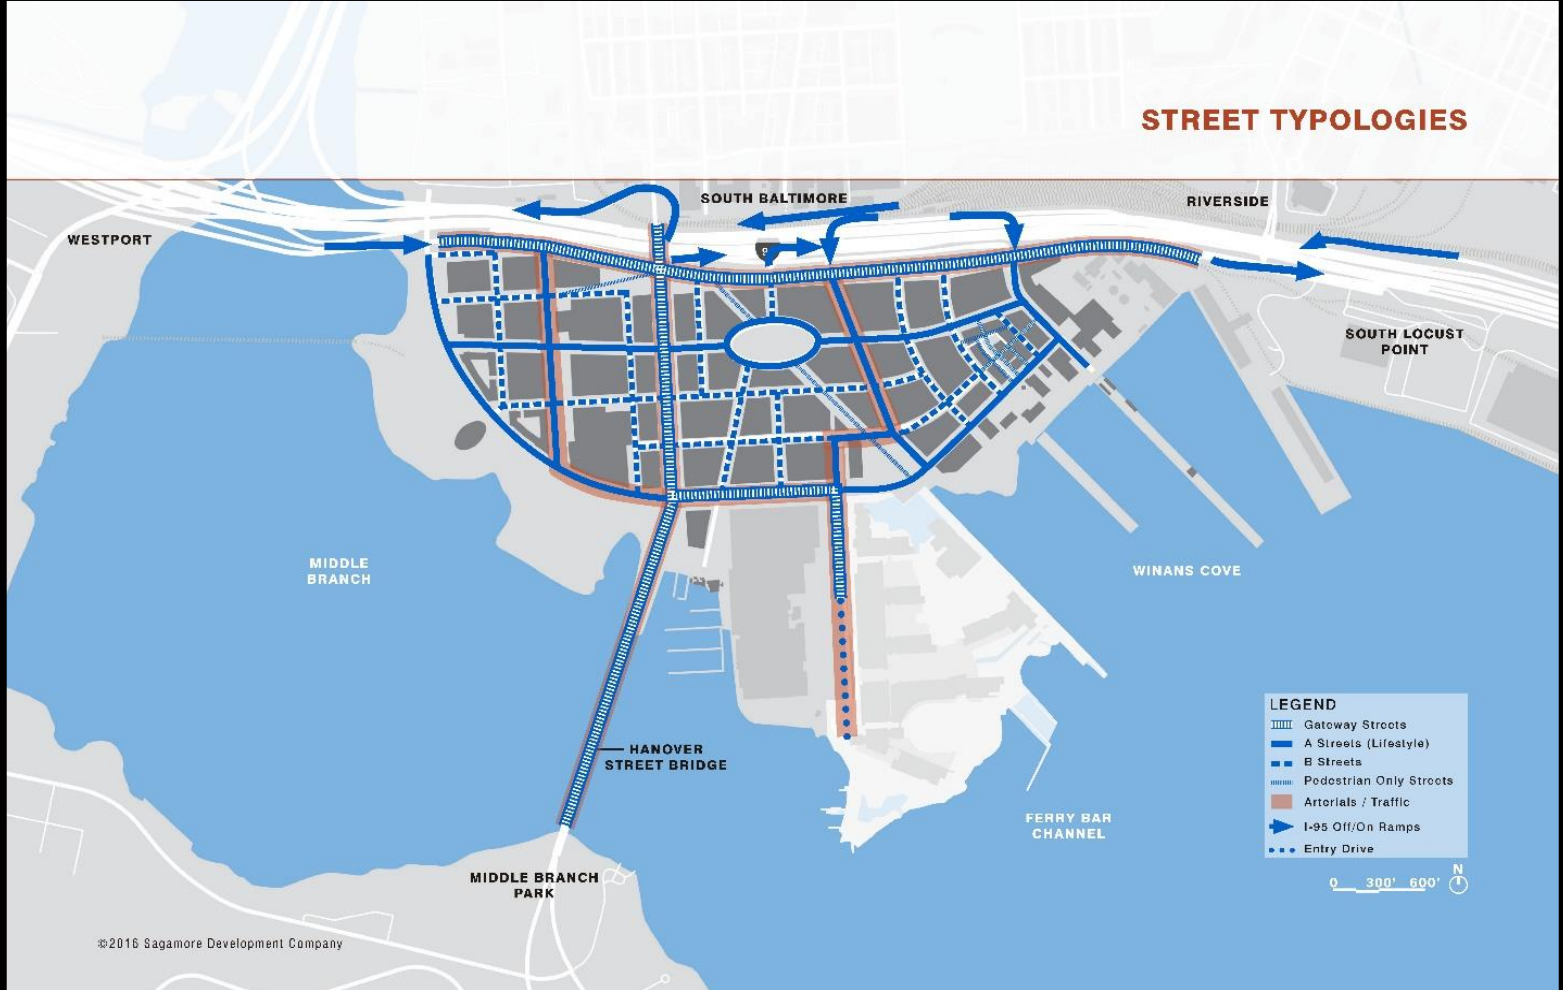 STREET TYPOLOGIES
SOUTH BALTIMORE
RIVERSIDE
WESTPORT
SOUTH LOCUST
POINT
MIDDLE
BRANCH
WINANS COVE
HANOVER
STREET BRIDGE
FERRY BAR
CHANNEL
MIDDLE BRANCH
PARK
LEGEND
Gateway Streets
A Streets (Lifestyle)
B Streets
Pedestrian Only Streets
Arterials / Traffic
I-95 Off/On Ramps
Entry Drive
N
0 300' 600'
©2016 Sagamore Development Company